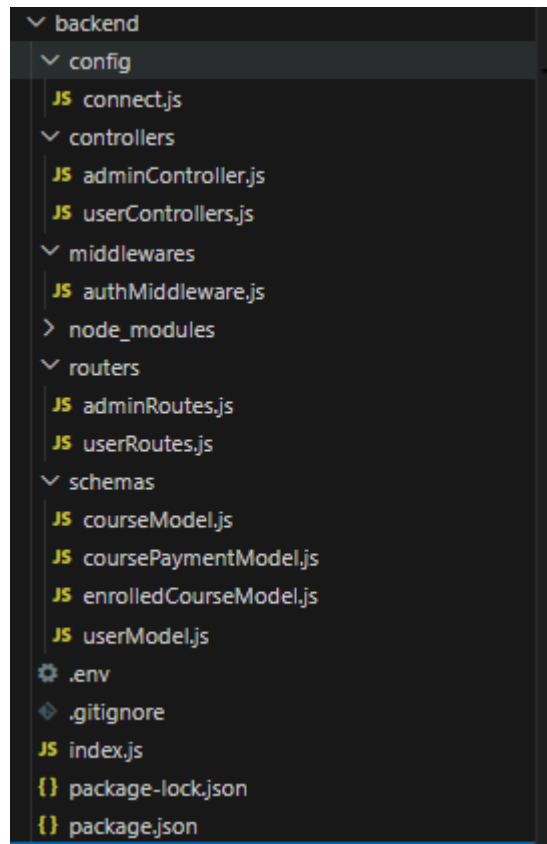 backend
config
JS connect.js
controllers
JS adminController.js
JS userControllers.js
middlewares
JS authMiddleware.js
node_modules
routers
JS adminRoutes.js
JS userRoutes.js
schemas
JS courseModel.js
JS coursePaymentModel.js
JS enrolledCourseModel.js
JS userModel.js
.env
.gitignore
JS index.js
{} package-lock.json
{} package.json